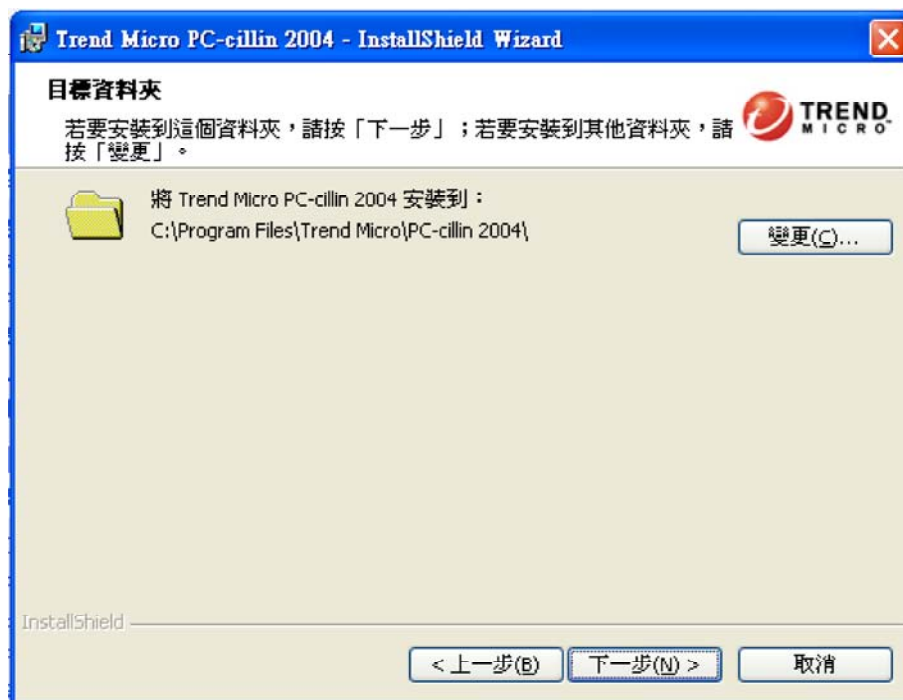 Trend Micro PC-cillin 2004 - InstallShield Wizard
目標資料夾
若要安裝到這個資料夾，請按「下一步」；若要安裝到其他資料夾，請
按「變更」。
TREND
MICRO
將 Trend Micro PC-cillin 2004 安裝到：
C:\Program Files\Trend Micro\PC-cillin 2004\
變更(C)...
InstallShield
< 上一步(B)
下一步(N) >
取消